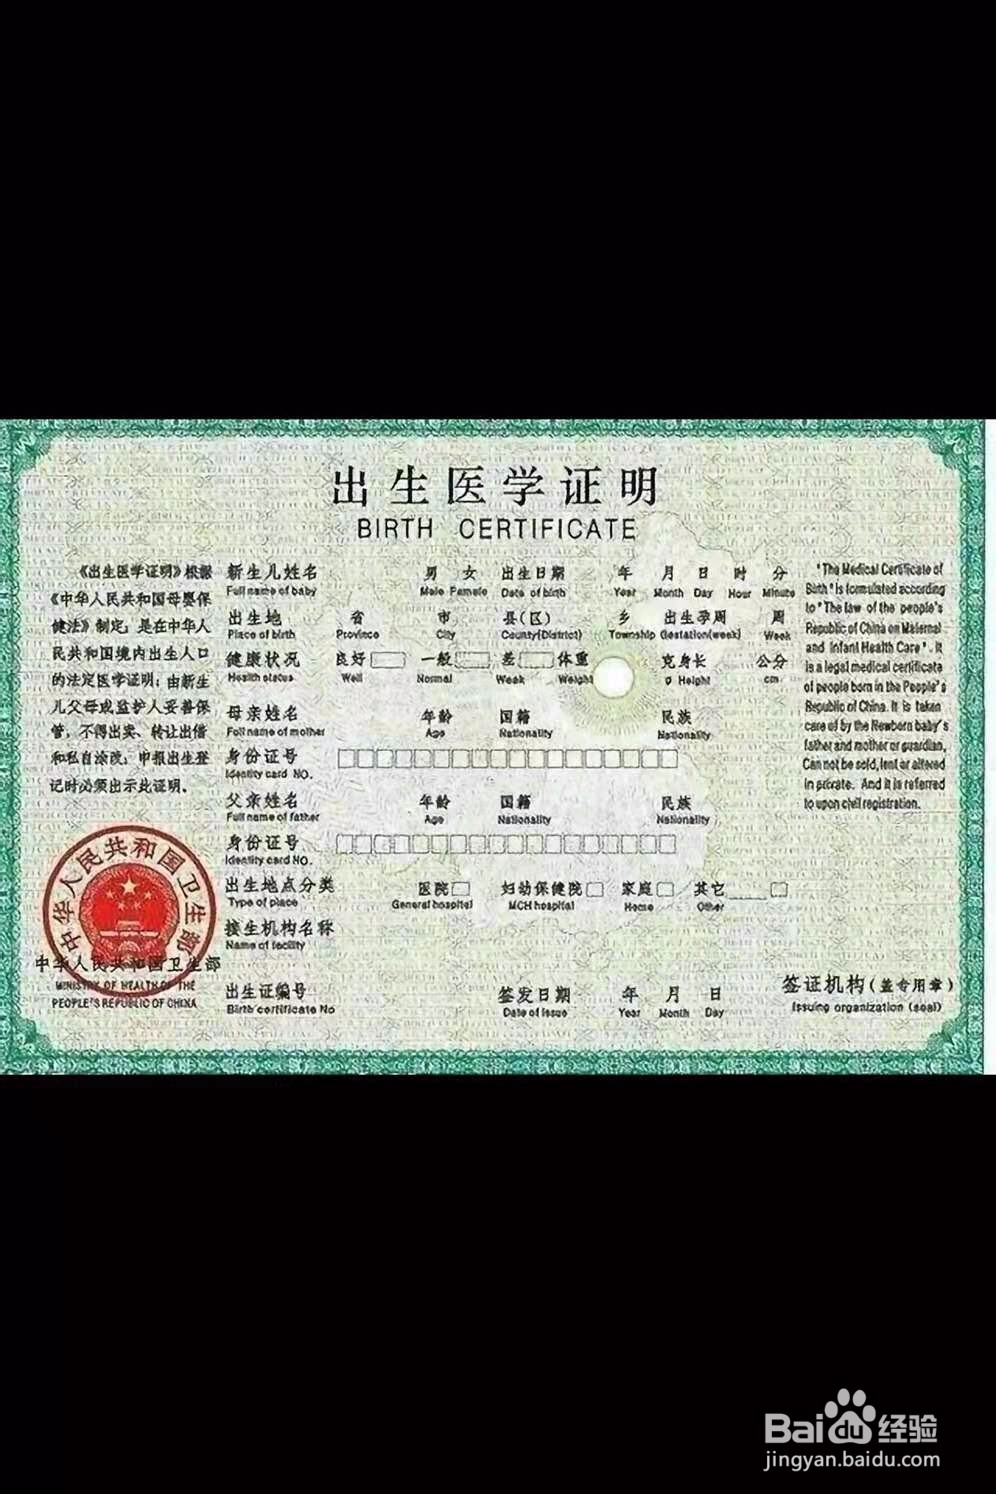 出生医学证明
BIRTH CERTIFICATE
《出生医学证明》根据
《中华人民共和国母婴保
健法》制定；是在中华人
民共和国境内出生人口
的法定医学证明；由新生
儿父母或监护人妥善保
管，不得出卖、转让出借
和私自涂改；申报出生登
记时必须出示此证明。
新生儿姓名 男 女 出生日期 年 月 日 时 分
Full name of baby Male Female Date of birth Year Month Day Hour Minute
出生地 省 市 县(区) 乡 出生孕周 周
Place of birth Province City County(District) Township Gestation(week) Week
健康状况 良好 一般 差 体重 克身长 公分
Health status Well Normal Weak Weight g Height cm
母亲姓名 年龄 国籍 民族
Full name of mother Age Nationality Nationality
身份证号
Identity card NO.
父亲姓名 年龄 国籍 民族
Full name of father Age Nationality Nationality
身份证号
Identity card NO.
出生地点分类 医院 妇幼保健院 家庭 其它
Type of place General hospital MCH hospital Home Other
接生机构名称
Name of facility
出生证编号 签发日期 年 月 日 签证机构(盖专用章)
Birth certificate No Date of issue Year Month Day Issuing organization (seal)
"The Medical Certificate of
Birth" is formulated according
to "The law of the people's
Republic of China on Maternal
and Infant Health Care". It
is a legal medical certificate
of people born in the People's
Republic of China. It is taken
care of by the Newborn baby's
father and mother or guardian,
Can not be sold, lent or altered
in private. And it is referred
to upon civil registration.
中华人民共和国卫生部
中华人民共和国卫生部
MINISTRY OF HEALTH OF THE
PEOPLE'S REPUBLIC OF CHINA
Baidu经验
jingyan.baidu.com